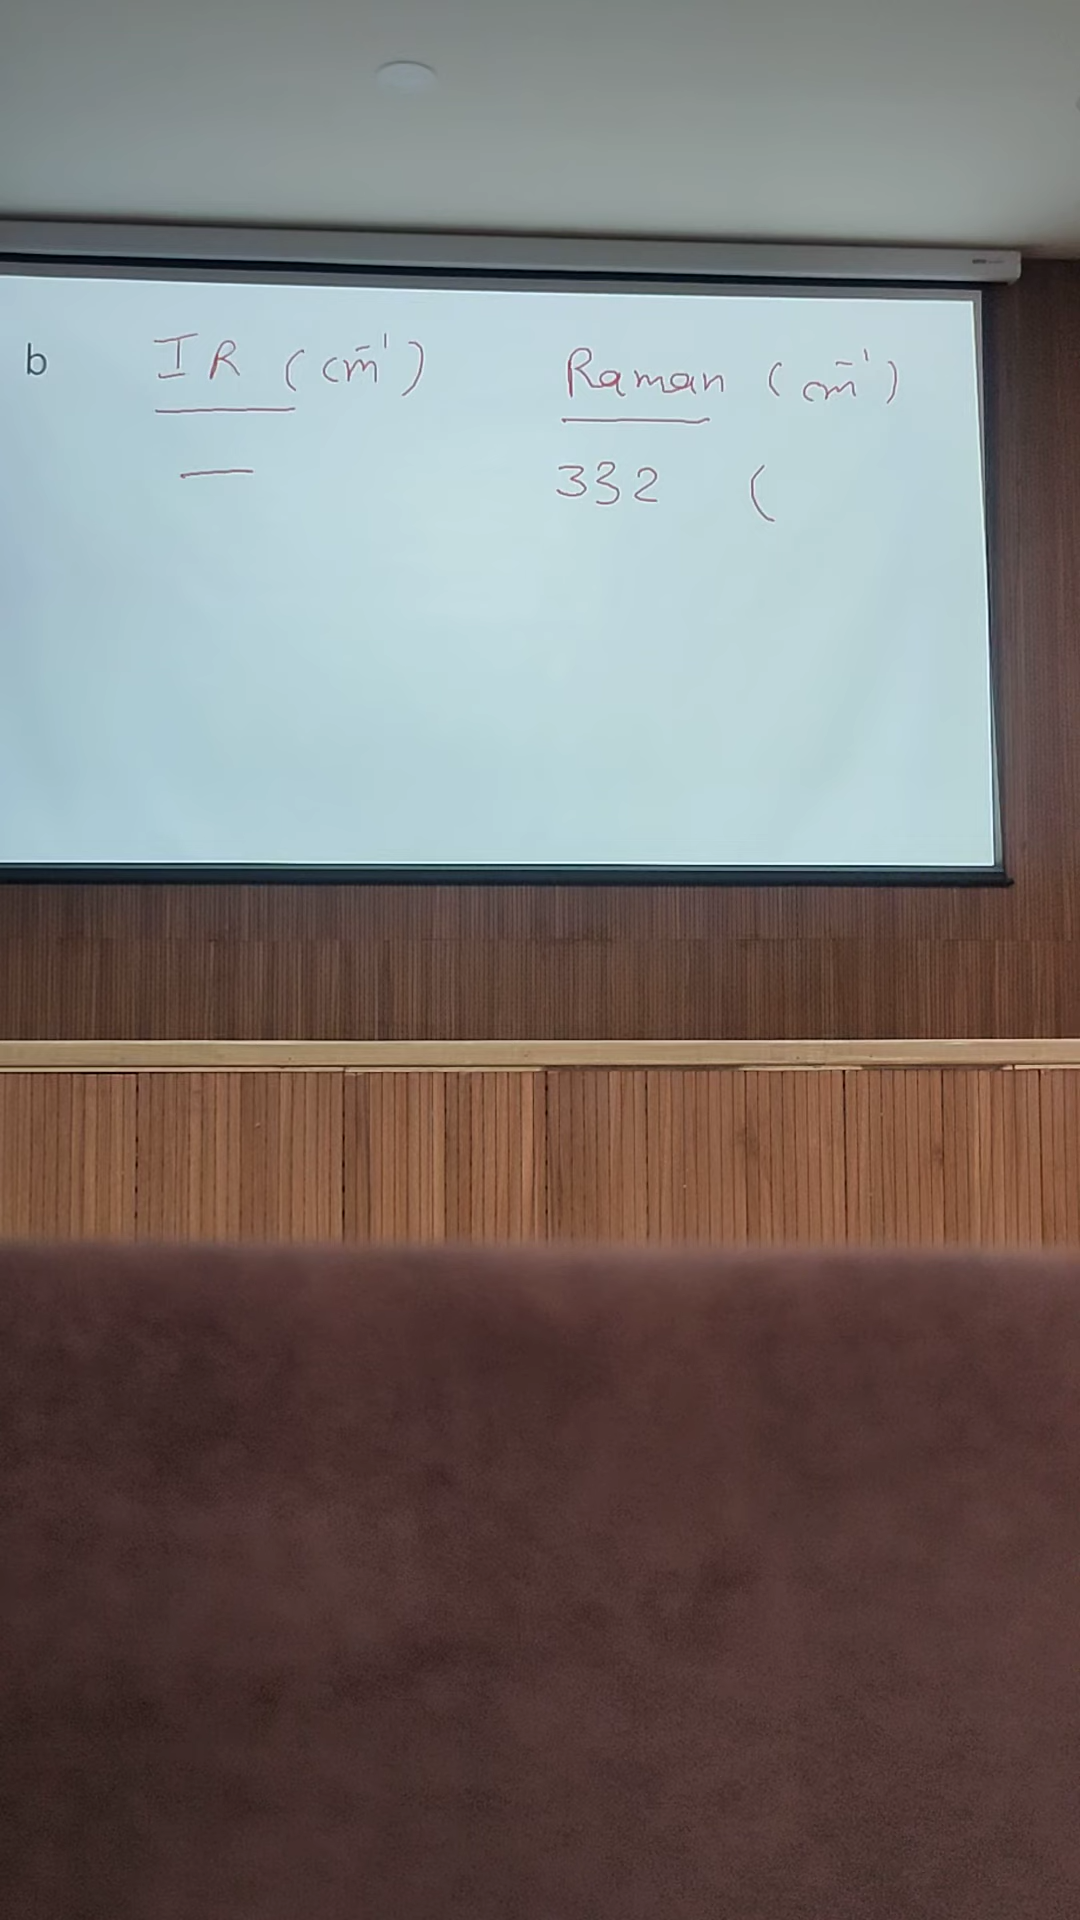 b IR (cm⁻¹) Raman (cm⁻¹)
— 332 (